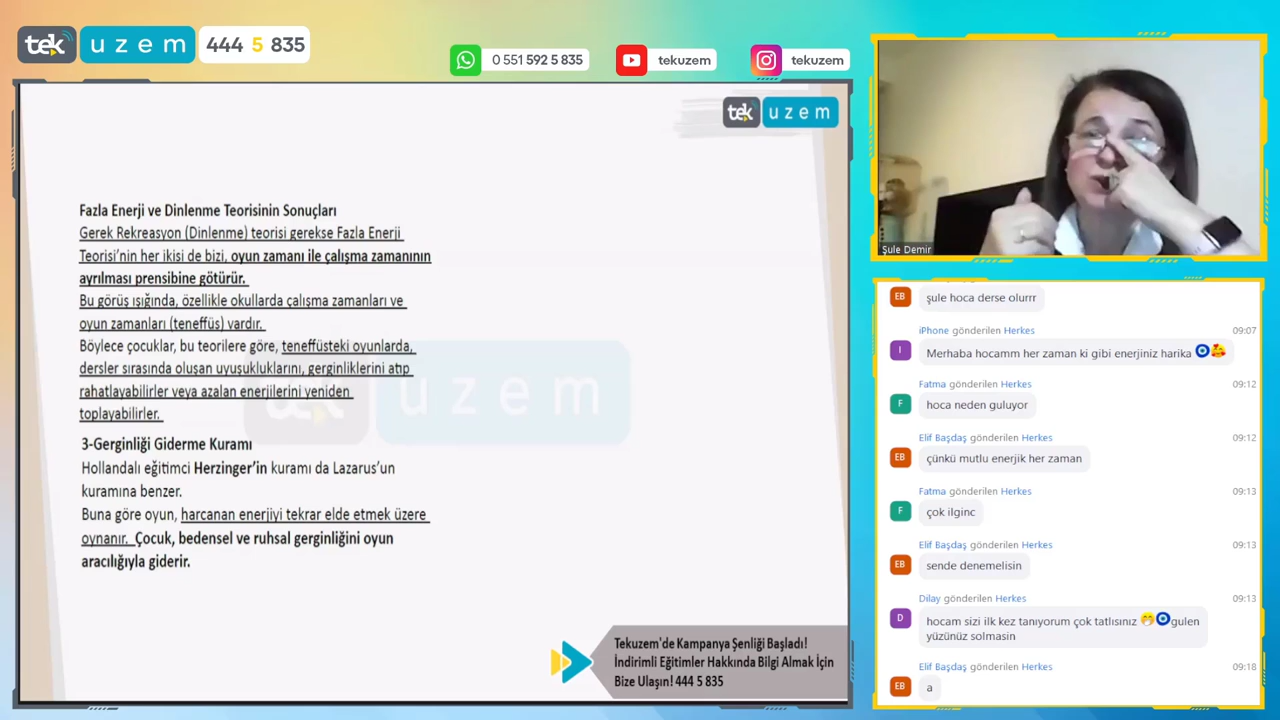 tek uzem 444 5 835
0 551 592 5 835
tekuzem
tekuzem
tek uzem
Fazla Enerji ve Dinlenme Teorisinin Sonuçları
Gerek Rekreasyon (Dinlenme) teorisi gerekse Fazla Enerji
Teorisi'nin her ikisi de bizi, oyun zamanı ile çalışma zamanının
ayrılması prensibine götürür.
Bu görüş ışığında, özellikle okullarda çalışma zamanları ve
oyun zamanları (teneffüs) vardır.
Böylece çocuklar, bu teorilere göre, teneffüsteki oyunlarda,
dersler sırasında oluşan uyuşukluklarını, gerginliklerini atıp
rahatlayabilirler veya azalan enerjilerini yeniden
toplayabilirler.
3-Gerginliği Giderme Kuramı
Hollandalı eğitimci Herzinger'in kuramı da Lazarus'un
kuramına benzer.
Buna göre oyun, harcanan enerjiyi tekrar elde etmek üzere
oynanır. Çocuk, bedensel ve ruhsal gerginliğini oyun
aracılığıyla giderir.
tek uzem
Tekuzem'de Kampanya Şenliği Başladı!
İndirimli Eğitimler Hakkında Bilgi Almak İçin
Bize Ulaşın! 444 5 835
Şule Demir
EB şule hoca derse olurrr
iPhone gönderilen Herkes 09:07
I Merhaba hocamm her zaman ki gibi enerjiniz harika
Fatma gönderilen Herkes 09:12
F hoca neden guluyor
Elif Başdaş gönderilen Herkes 09:12
EB çünkü mutlu enerjik her zaman
Fatma gönderilen Herkes 09:13
F çok ilginc
Elif Başdaş gönderilen Herkes 09:13
EB sende denemelisin
Dilay gönderilen Herkes 09:13
D hocam sizi ilk kez tanıyorum çok tatlısınız 🤭🧿gulen
yüzünüz solmasin
Elif Başdaş gönderilen Herkes 09:18
EB a